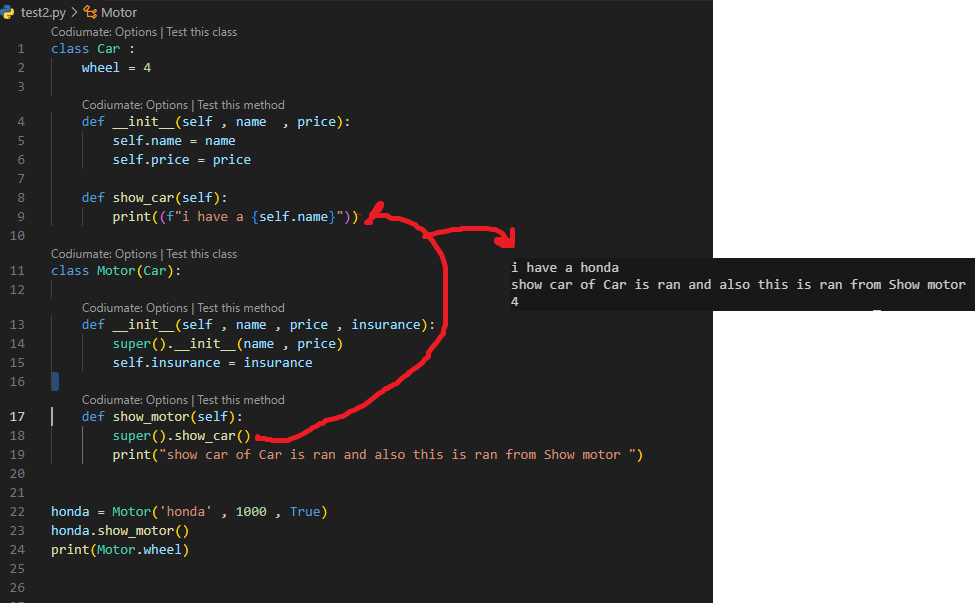 test2.py > Motor
Codiumate: Options | Test this class
1 class Car :
2     wheel = 4
3
Codiumate: Options | Test this method
4     def __init__(self , name  , price):
5         self.name = name
6         self.price = price
7
8     def show_car(self):
9         print((f"i have a {self.name}"))
10
Codiumate: Options | Test this class
11 class Motor(Car):
12
Codiumate: Options | Test this method
13     def __init__(self , name , price , insurance):
14         super().__init__(name , price)
15         self.insurance = insurance
16
Codiumate: Options | Test this method
17     def show_motor(self):
18         super().show_car()
19         print("show car of Car is ran and also this is ran from Show motor ")
20
21
22 honda = Motor('honda' , 1000 , True)
23 honda.show_motor()
24 print(Motor.wheel)
25
26
i have a honda
show car of Car is ran and also this is ran from Show motor
4